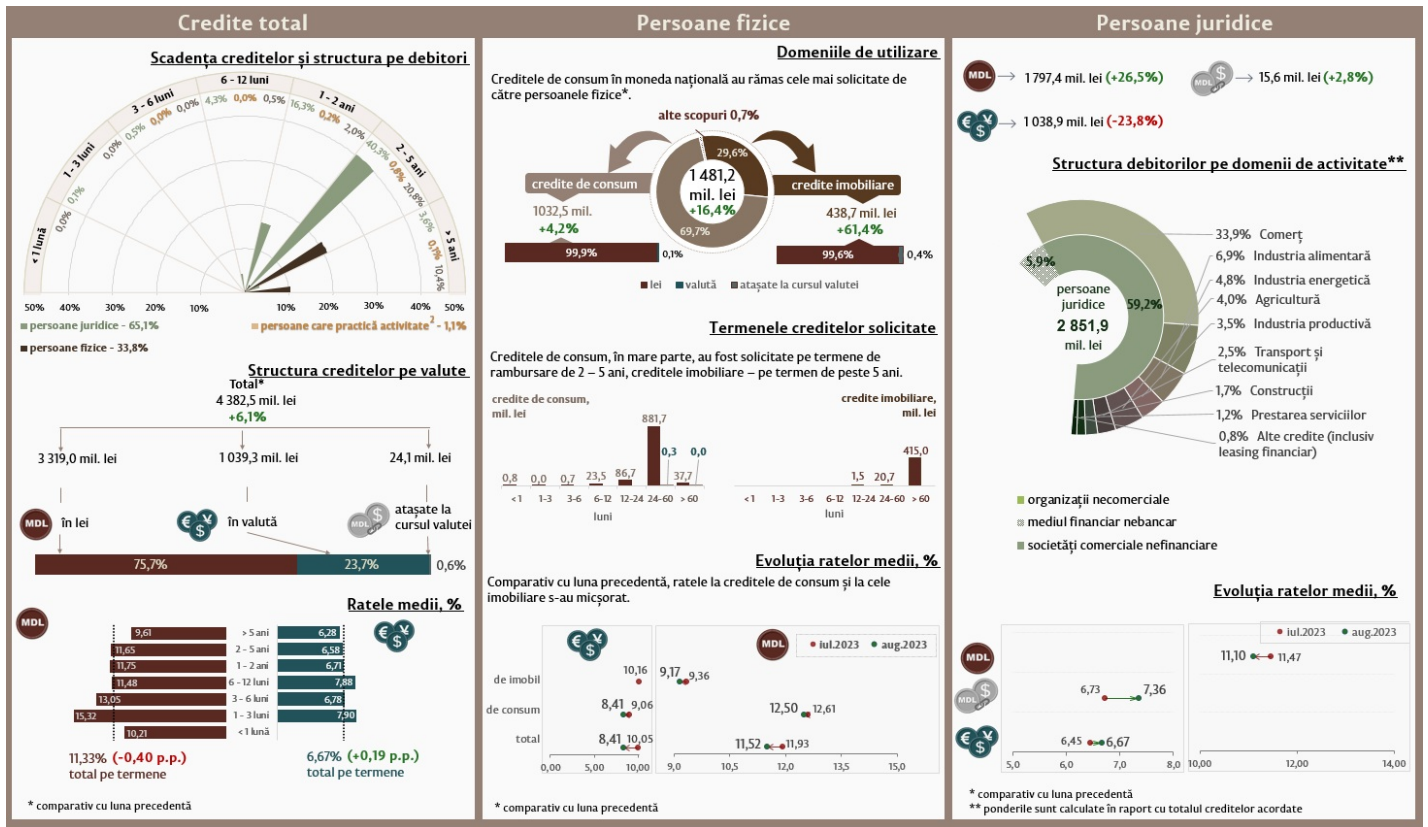 Credite total
Scadența creditelor și structura pe debitori
< 1 lună
1 - 3 luni
3 - 6 luni
6 - 12 luni
1 - 2 ani
2 - 5 ani
> 5 ani
0,0% 0,1%
0,0% 0,5% 0,0%
0,0% 4,3% 0,0%
0,5% 16,3% 0,2%
2,0% 40,3% 0,8%
20,8% 3,6% 0,1%
10,4%
50% 40% 30% 20% 10% 10% 20% 30% 40% 50%
persoane juridice - 65,1%
persoane care practică activitate² - 1,1%
persoane fizice - 33,8%
Structura creditelor pe valute
Total*
4 382,5 mil. lei
+6,1%
3 319,0 mil. lei 1 039,3 mil. lei 24,1 mil. lei
MDL în lei
€ ¥ $ în valută
MDL $ atașate la
cursul valutei
75,7% 23,7% 0,6%
Ratele medii, %
MDL
€ ¥ $
9,61 > 5 ani 6,28
11,65 2 - 5 ani 6,58
11,75 1 - 2 ani 6,71
11,48 6 - 12 luni 7,88
13,05 3 - 6 luni 6,78
15,32 1 - 3 luni 7,90
10,21 < 1 lună
11,33% (-0,40 p.p.)
total pe termene
6,67% (+0,19 p.p.)
total pe termene
* comparativ cu luna precedentă
Persoane fizice
Domeniile de utilizare
Creditele de consum în moneda națională au rămas cele mai solicitate de
către persoanele fizice*.
alte scopuri 0,7%
29,6%
1 481,2
mil. lei
+16,4%
69,7%
credite de consum
1032,5 mil.
+4,2%
99,9% 0,1%
credite imobiliare
438,7 mil. lei
+61,4%
99,6% 0,4%
lei valută atașate la cursul valutei
Termenele creditelor solicitate
Creditele de consum, în mare parte, au fost solicitate pe termene de
rambursare de 2 – 5 ani, creditele imobiliare – pe termen de peste 5 ani.
credite de consum,
mil. lei
881,7
0,3 0,0
0,8 0,0 0,7 23,5 86,7 37,7
< 1 1-3 3-6 6-12 12-24 24-60 > 60
luni
credite imobiliare,
mil. lei
415,0
1,5 20,7
< 1 1-3 3-6 6-12 12-24 24-60 > 60
luni
Evoluția ratelor medii, %
Comparativ cu luna precedentă, ratele la creditele de consum și la cele
imobiliare s-au micșorat.
€ ¥ $
MDL
iul.2023 aug.2023
de imobil 10,16 9,17 9,36
de consum 8,41 9,06 12,50 12,61
total 8,41 10,05 11,52 11,93
0,00 5,00 10,00 9,0 10,5 12,0 13,5 15,0
* comparativ cu luna precedentă
Persoane juridice
MDL 1 797,4 mil. lei (+26,5%)
MDL $ 15,6 mil. lei (+2,8%)
€ ¥ $ 1 038,9 mil. lei (-23,8%)
Structura debitorilor pe domenii de activitate**
5,9%
59,2%
persoane
juridice
2 851,9
mil. lei
33,9% Comerț
6,9% Industria alimentară
4,8% Industria energetică
4,0% Agricultură
3,5% Industria productivă
2,5% Transport și
telecomunicații
1,7% Construcții
1,2% Prestarea serviciilor
0,8% Alte credite (inclusiv
leasing financiar)
organizații necomerciale
mediul financiar nebancar
societăți comerciale nefinanciare
Evoluția ratelor medii, %
iul.2023 aug.2023
MDL 11,10 11,47
MDL $ 6,73 7,36
€ ¥ $ 6,45 6,67
5,0 6,0 7,0 8,0 10,00 12,00 14,00
* comparativ cu luna precedentă
** ponderile sunt calculate în raport cu totalul creditelor acordate